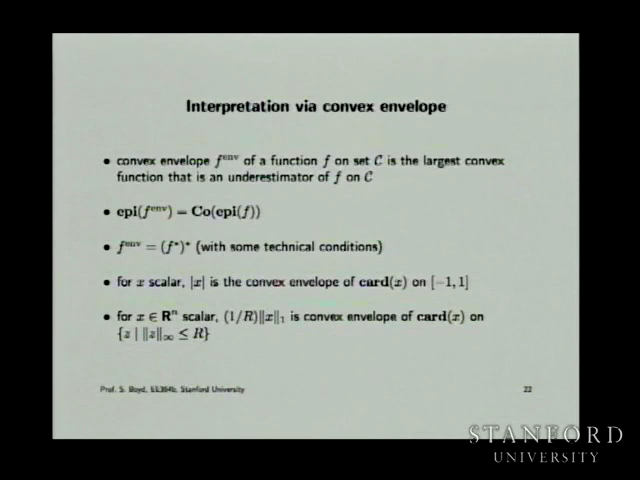 Interpretation via convex envelope
• convex envelope f^env of a function f on set C is the largest convex
function that is an underestimator of f on C
• epi(f^env) = Co(epi(f))
• f^env = (f*)* (with some technical conditions)
• for x scalar, |x| is the convex envelope of card(x) on [−1, 1]
• for x ∈ R^n scalar, (1/R)‖x‖₁ is convex envelope of card(x) on
{z | ‖z‖∞ ≤ R}
Prof. S. Boyd, EE364b, Stanford University
22
STANFORD
UNIVERSITY